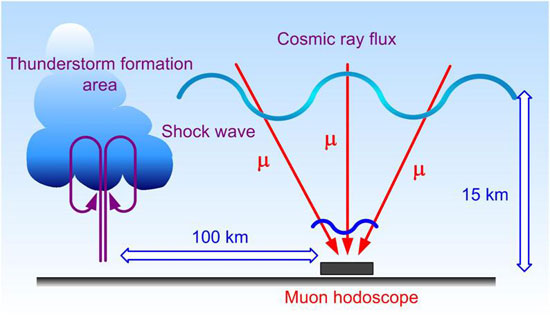 Cosmic ray flux
Thunderstorm formation
area
Shock wave
μ
μ
μ
15 km
100 km
Muon hodoscope